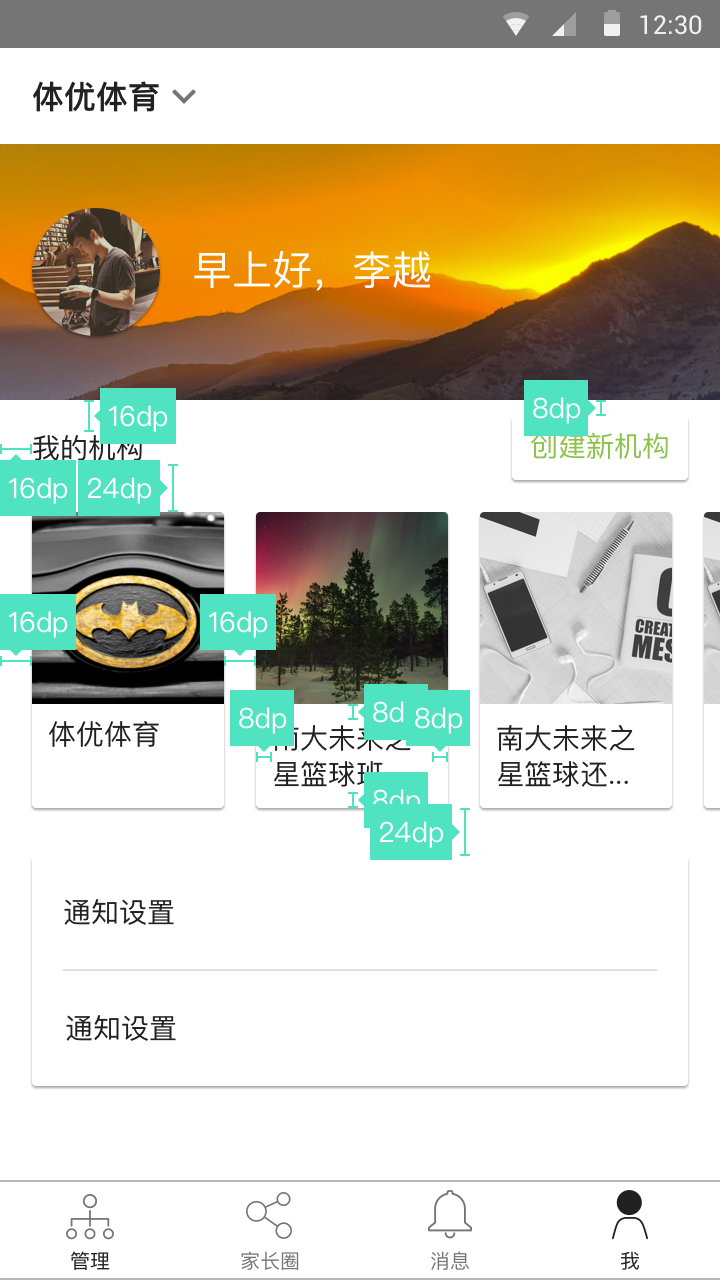 12:30
体优体育
早上好，李越
16dp
8dp
我的机构
创建新机构
16dp
24dp
16dp
16dp
CREAT
MES
8dp
8d
8dp
体优体育
南大未来之
星篮球班
南大未来之
星篮球还...
8dp
24dp
通知设置
通知设置
管理
家长圈
消息
我